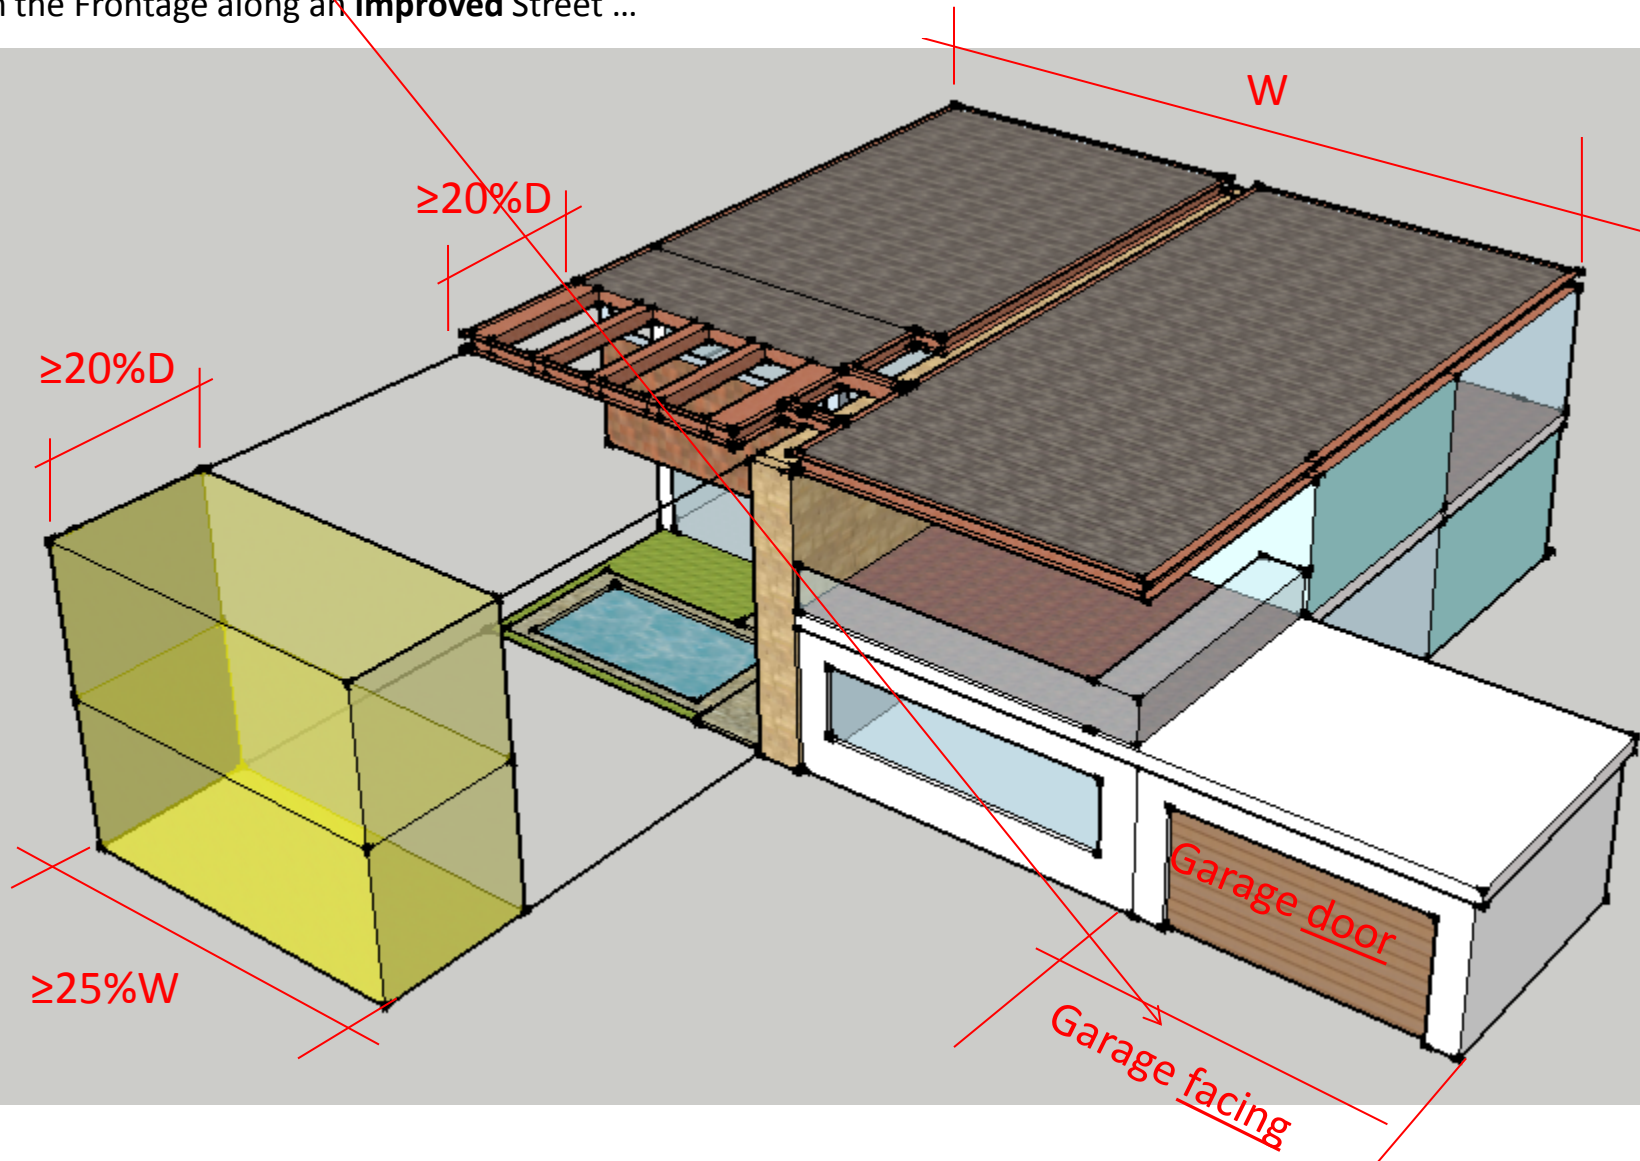 the Frontage along an improved Street …
W
≥20%D
≥20%D
Garage door
≥25%W
Garage facing